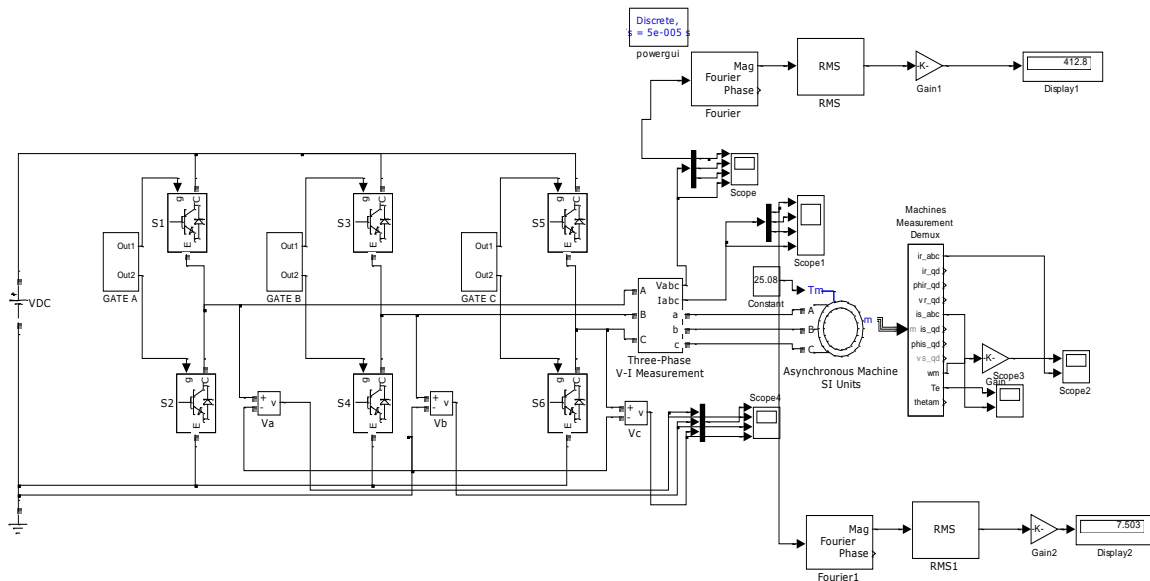 Discrete,
's = 5e-005 s
powergui
Mag
Fourier
Phase
Fourier
RMS
RMS
-K-
Gain1
412.8
Display1
Scope
Scope1
Machines
Measurement
Demux
g
C
E
S1
g
C
E
S3
g
C
E
S5
Out1
Out2
GATE A
Out1
Out2
GATE B
Out1
Out2
GATE C
VDC
A
B
C
Vabc
Iabc
a
b
c
Three-Phase
V-I Measurement
25.08
Constant
Tm
A
B
C
m
Asynchronous Machine
SI Units
m
ir_abc
ir_qd
phir_qd
vr_qd
is_abc
is_qd
phis_qd
vs_qd
wm
Te
thetam
-K-
Gain
Scope3
Scope2
g
C
E
S2
g
C
E
S4
g
C
E
S6
+
-
v
Va
+
-
v
Vb
+
-
v
Vc
Scope4
Mag
Fourier
Phase
Fourier1
RMS
RMS1
-K-
Gain2
7.503
Display2